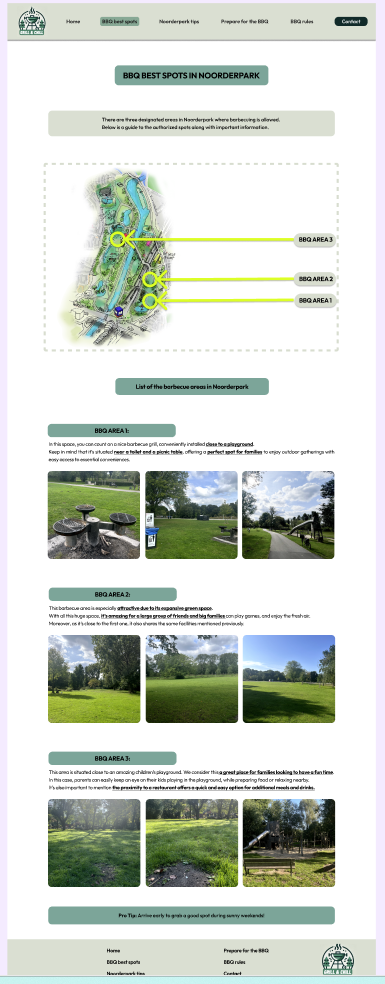 Home
BBQ best spots
Noorderpark tips
Prepare for the BBQ
BBQ rules
Contact
BBQ BEST SPOTS IN NOORDERPARK
There are three designated areas in Noorderpark where barbecuing is allowed.
Below is a guide to the authorized spots along with important information.
BBQ AREA 3
BBQ AREA 2
BBQ AREA 1
List of the barbecue areas in Noorderpark
BBQ AREA 1:
In this space, you can count on a nice barbecue grill, conveniently installed close to a playground.
Keep in mind that it's situated near a toilet and a picnic table, offering a perfect spot for families to enjoy outdoor gatherings with
easy access to essential conveniences.
BBQ AREA 2:
This barbecue area is especially attractive due to its expansive green space.
With all this huge space, it's amazing for a large group of friends and big families can play games, and enjoy the fresh air.
Moreover, as it's close to the first one, it also shares the same facilities mentioned previously.
BBQ AREA 3:
This area is situated close to an amazing children's playground. We consider this a great place for families looking to have a fun time.
In this case, parents can easily keep an eye on their kids playing in the playground, while preparing food or relaxing nearby.
It's also important to mention the proximity to a restaurant offers a quick and easy option for additional meals and drinks.
Pro Tip: Arrive early to grab a good spot during sunny weekends!
Home
Prepare for the BBQ
BBQ best spots
BBQ rules
Noorderpark tips
Contact